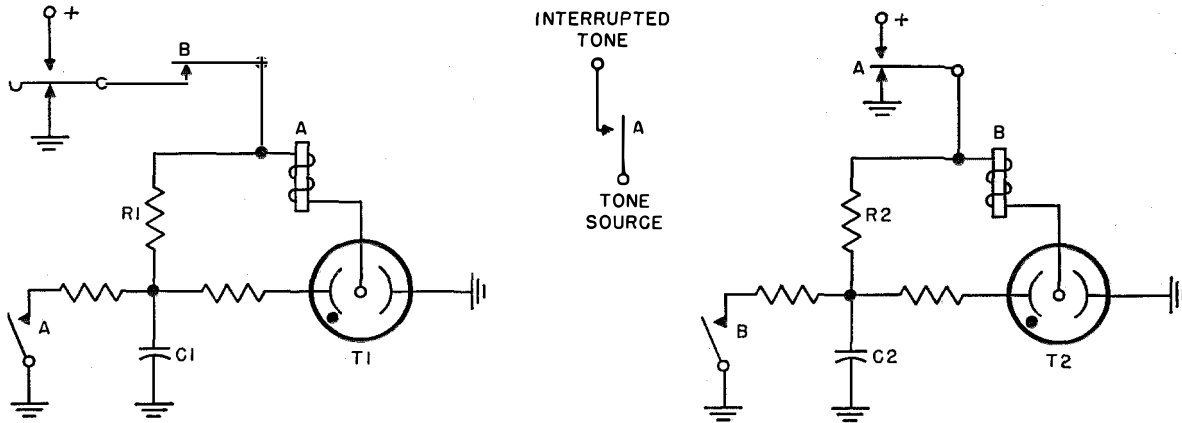 +
B
A
R1
A
C1
T1
INTERRUPTED
TONE
A
TONE
SOURCE
+
A
B
R2
B
C2
T2